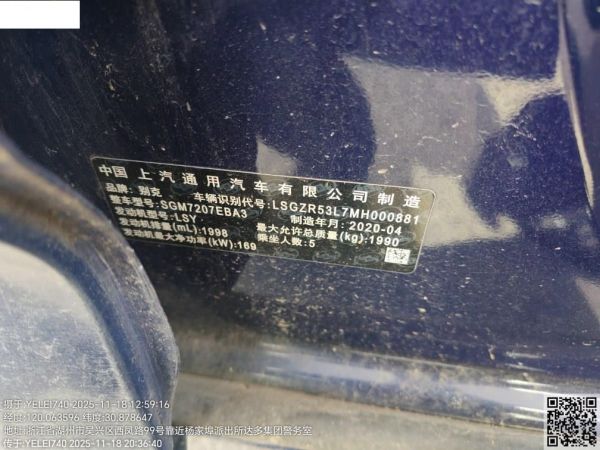 中国 上汽通用汽车有限公司制造
品牌: 别克 车辆识别代号: LSGZR53L7MH000881
整车型号: SGM7207EBA3 制造年月: 2020-04
发动机型号: LSY 最大允许总质量(kg): 1990
发动机排量(mL): 1998 乘坐人数: 5
发动机最大净功率(kW): 169
摄于:YELEI740 2025-11-18 12:59:16
经度:120.063596 纬度:30.878647
地址:浙江省湖州市吴兴区西凤路99号靠近杨家埠派出所达多集团警务室
传于:YELEI740 2025-11-18 20:36:40